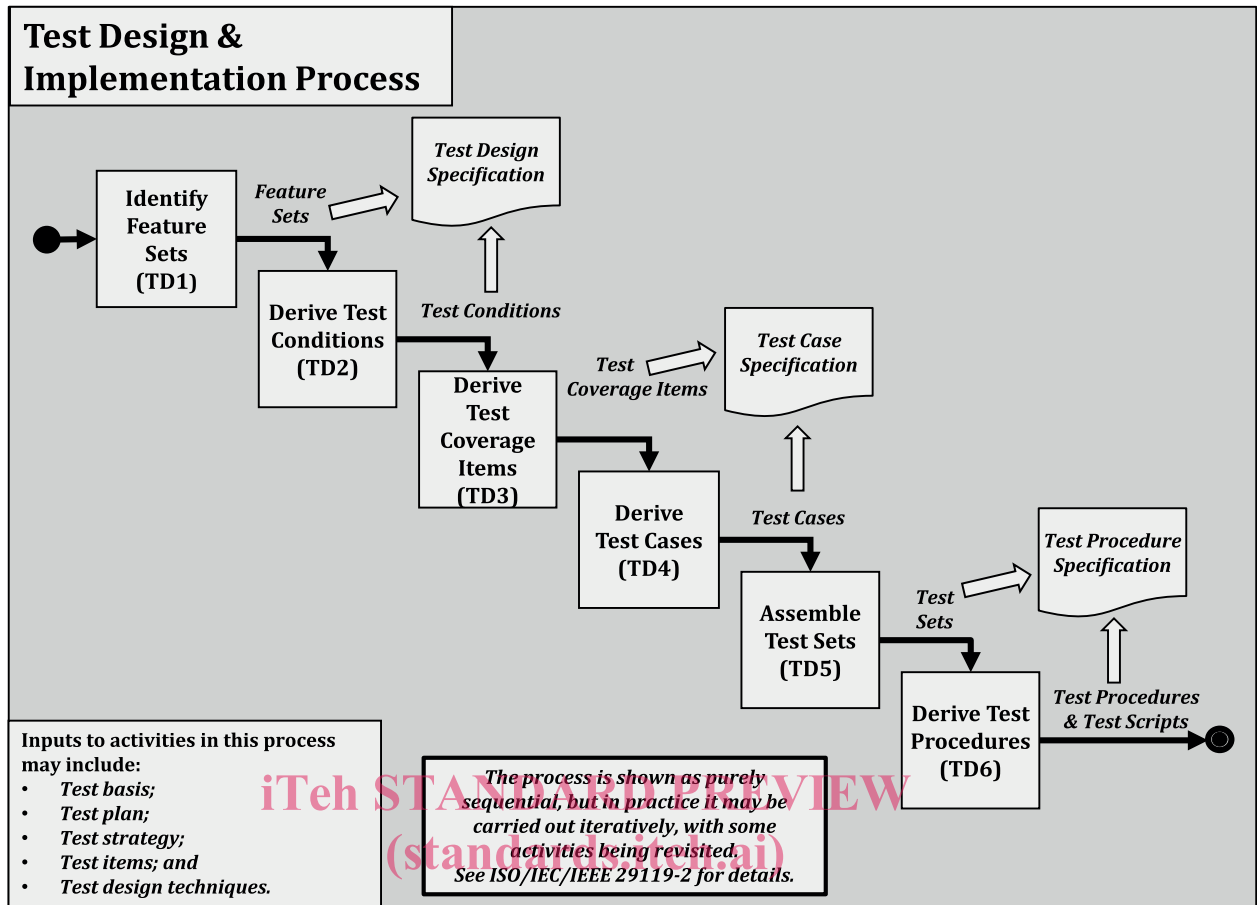 Test Design &
Implementation Process
Test Design
Specification
Identify
Feature
Sets
(TD1)
Feature
Sets
Derive Test
Conditions
(TD2)
Test Conditions
Test Case
Specification
Derive
Test
Coverage
Items
(TD3)
Test
Coverage Items
Derive
Test Cases
(TD4)
Test Cases
Test Procedure
Specification
Assemble
Test Sets
(TD5)
Test
Sets
Derive Test
Procedures
(TD6)
Test Procedures
& Test Scripts
Inputs to activities in this process
may include:
• Test basis;
• Test plan;
• Test strategy;
• Test items; and
• Test design techniques.
The process is shown as purely
sequential, but in practice it may be
carried out iteratively, with some
activities being revisited.
See ISO/IEC/IEEE 29119-2 for details.
iTeh STANDARD PREVIEW
(standards.iteh.ai)